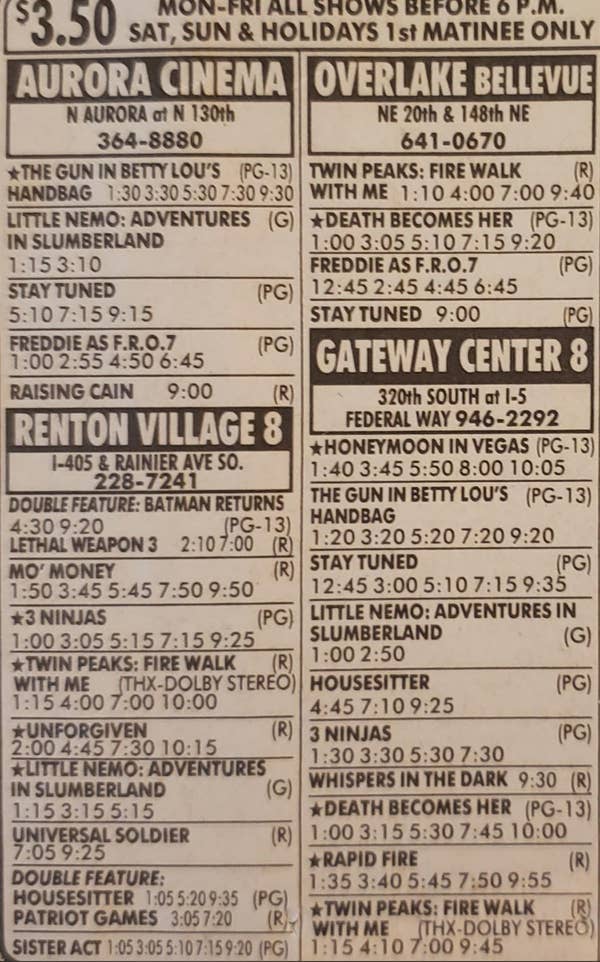 $3.50 MON-FRI ALL SHOWS BEFORE 6 P.M.
SAT, SUN & HOLIDAYS 1st MATINEE ONLY
AURORA CINEMA
N AURORA at N 130th
364-8880
★THE GUN IN BETTY LOU'S (PG-13)
HANDBAG 1:30 3:30 5:30 7:30 9:30
LITTLE NEMO: ADVENTURES (G)
IN SLUMBERLAND
1:15 3:10
STAY TUNED (PG)
5:10 7:15 9:15
FREDDIE AS F.R.O.7 (PG)
1:00 2:55 4:50 6:45
RAISING CAIN 9:00 (R)
RENTON VILLAGE 8
I-405 & RAINIER AVE SO.
228-7241
DOUBLE FEATURE: BATMAN RETURNS
4:30 9:20 (PG-13)
LETHAL WEAPON 3 2:10 7:00 (R)
MO' MONEY (R)
1:50 3:45 5:45 7:50 9:50
★3 NINJAS (PG)
1:00 3:05 5:15 7:15 9:25
★TWIN PEAKS: FIRE WALK (R)
WITH ME (THX-DOLBY STEREO)
1:15 4:00 7:00 10:00
★UNFORGIVEN (R)
2:00 4:45 7:30 10:15
★LITTLE NEMO: ADVENTURES
IN SLUMBERLAND (G)
1:15 3:15 5:15
UNIVERSAL SOLDIER (R)
7:05 9:25
DOUBLE FEATURE:
HOUSESITTER 1:05 5:20 9:35 (PG)
PATRIOT GAMES 3:05 7:20 (R)
SISTER ACT 1:05 3:05 5:10 7:15 9:20 (PG)
OVERLAKE BELLEVUE
NE 20th & 148th NE
641-0670
TWIN PEAKS: FIRE WALK (R)
WITH ME 1:10 4:00 7:00 9:40
★DEATH BECOMES HER (PG-13)
1:00 3:05 5:10 7:15 9:20
FREDDIE AS F.R.O.7 (PG)
12:45 2:45 4:45 6:45
STAY TUNED 9:00 (PG)
GATEWAY CENTER 8
320th SOUTH at I-5
FEDERAL WAY 946-2292
★HONEYMOON IN VEGAS (PG-13)
1:40 3:45 5:50 8:00 10:05
THE GUN IN BETTY LOU'S (PG-13)
HANDBAG
1:20 3:20 5:20 7:20 9:20
STAY TUNED (PG)
12:45 3:00 5:10 7:15 9:35
LITTLE NEMO: ADVENTURES IN
SLUMBERLAND (G)
1:00 2:50
HOUSESITTER (PG)
4:45 7:10 9:25
3 NINJAS (PG)
1:30 3:30 5:30 7:30
WHISPERS IN THE DARK 9:30 (R)
★DEATH BECOMES HER (PG-13)
1:00 3:15 5:30 7:45 10:00
★RAPID FIRE (R)
1:35 3:40 5:45 7:50 9:55
★TWIN PEAKS: FIRE WALK (R)
WITH ME (THX-DOLBY STEREO)
1:15 4:10 7:00 9:45